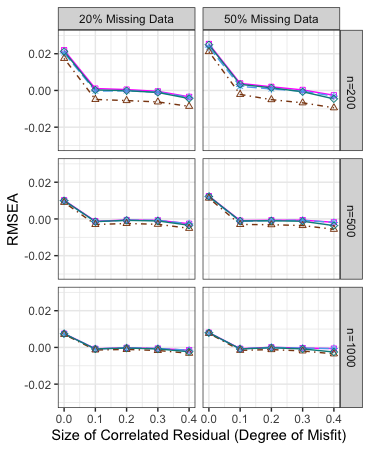 20% Missing Data
50% Missing Data
RMSEA
0.02
0.00
-0.02
n=200
0.02
0.00
-0.02
n=500
0.02
0.00
-0.02
n=1000
0.0 0.1 0.2 0.3 0.4
0.0 0.1 0.2 0.3 0.4
Size of Correlated Residual (Degree of Misfit)